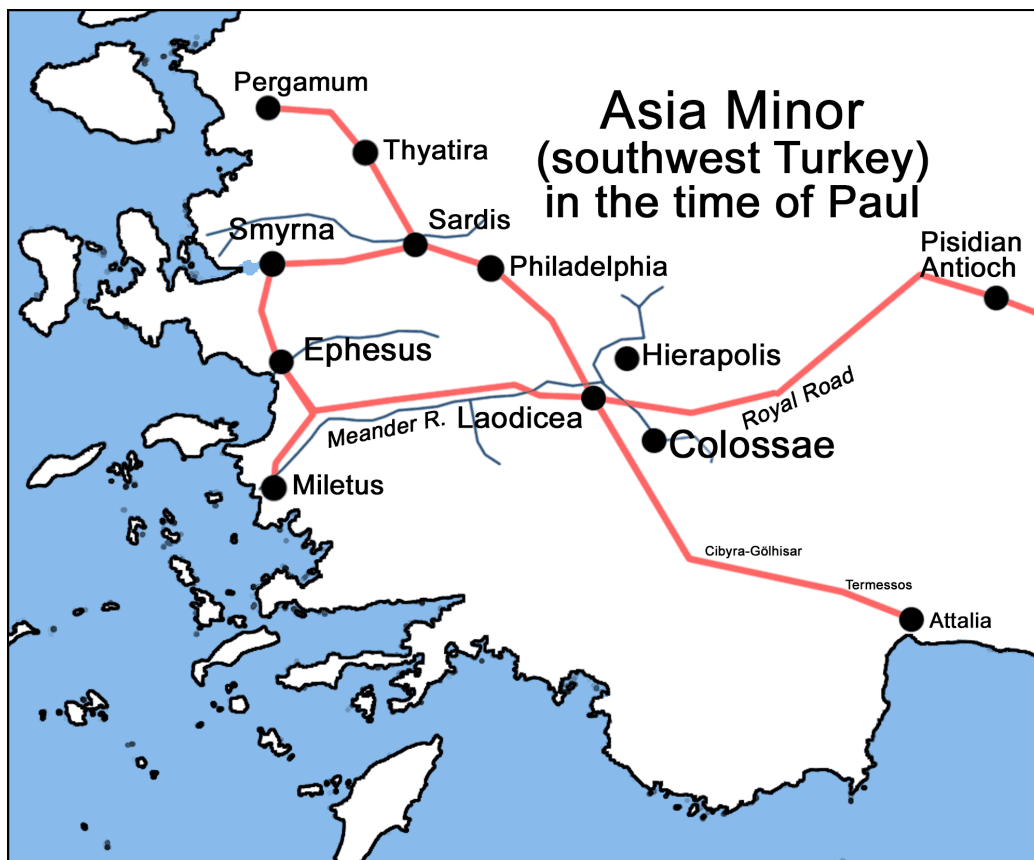 Pergamum
Asia Minor
(southwest Turkey)
in the time of Paul
Thyatira
Sardis
Smyrna
Pisidian
Antioch
Philadelphia
Ephesus
Hierapolis
Royal Road
Meander R.
Laodicea
Colossae
Miletus
Cibyra-Gölhisar
Termessos
Attalia